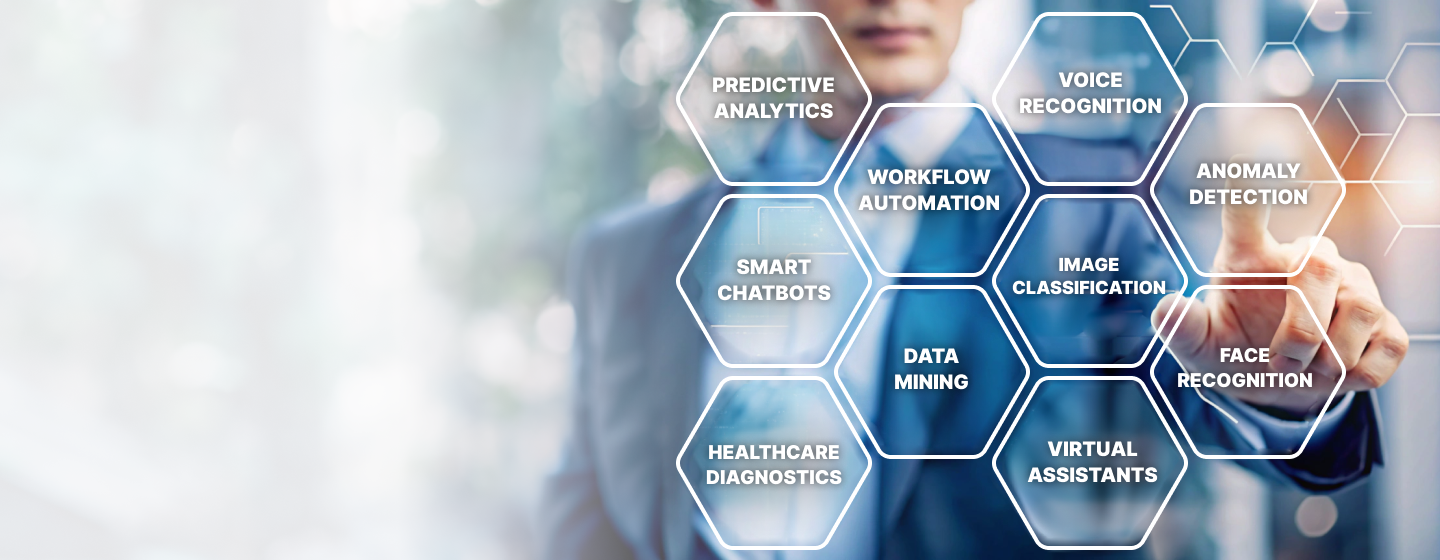 PREDICTIVE
ANALYTICS
VOICE
RECOGNITION
WORKFLOW
AUTOMATION
ANOMALY
DETECTION
SMART
CHATBOTS
IMAGE
CLASSIFICATION
DATA
MINING
FACE
RECOGNITION
HEALTHCARE
DIAGNOSTICS
VIRTUAL
ASSISTANTS